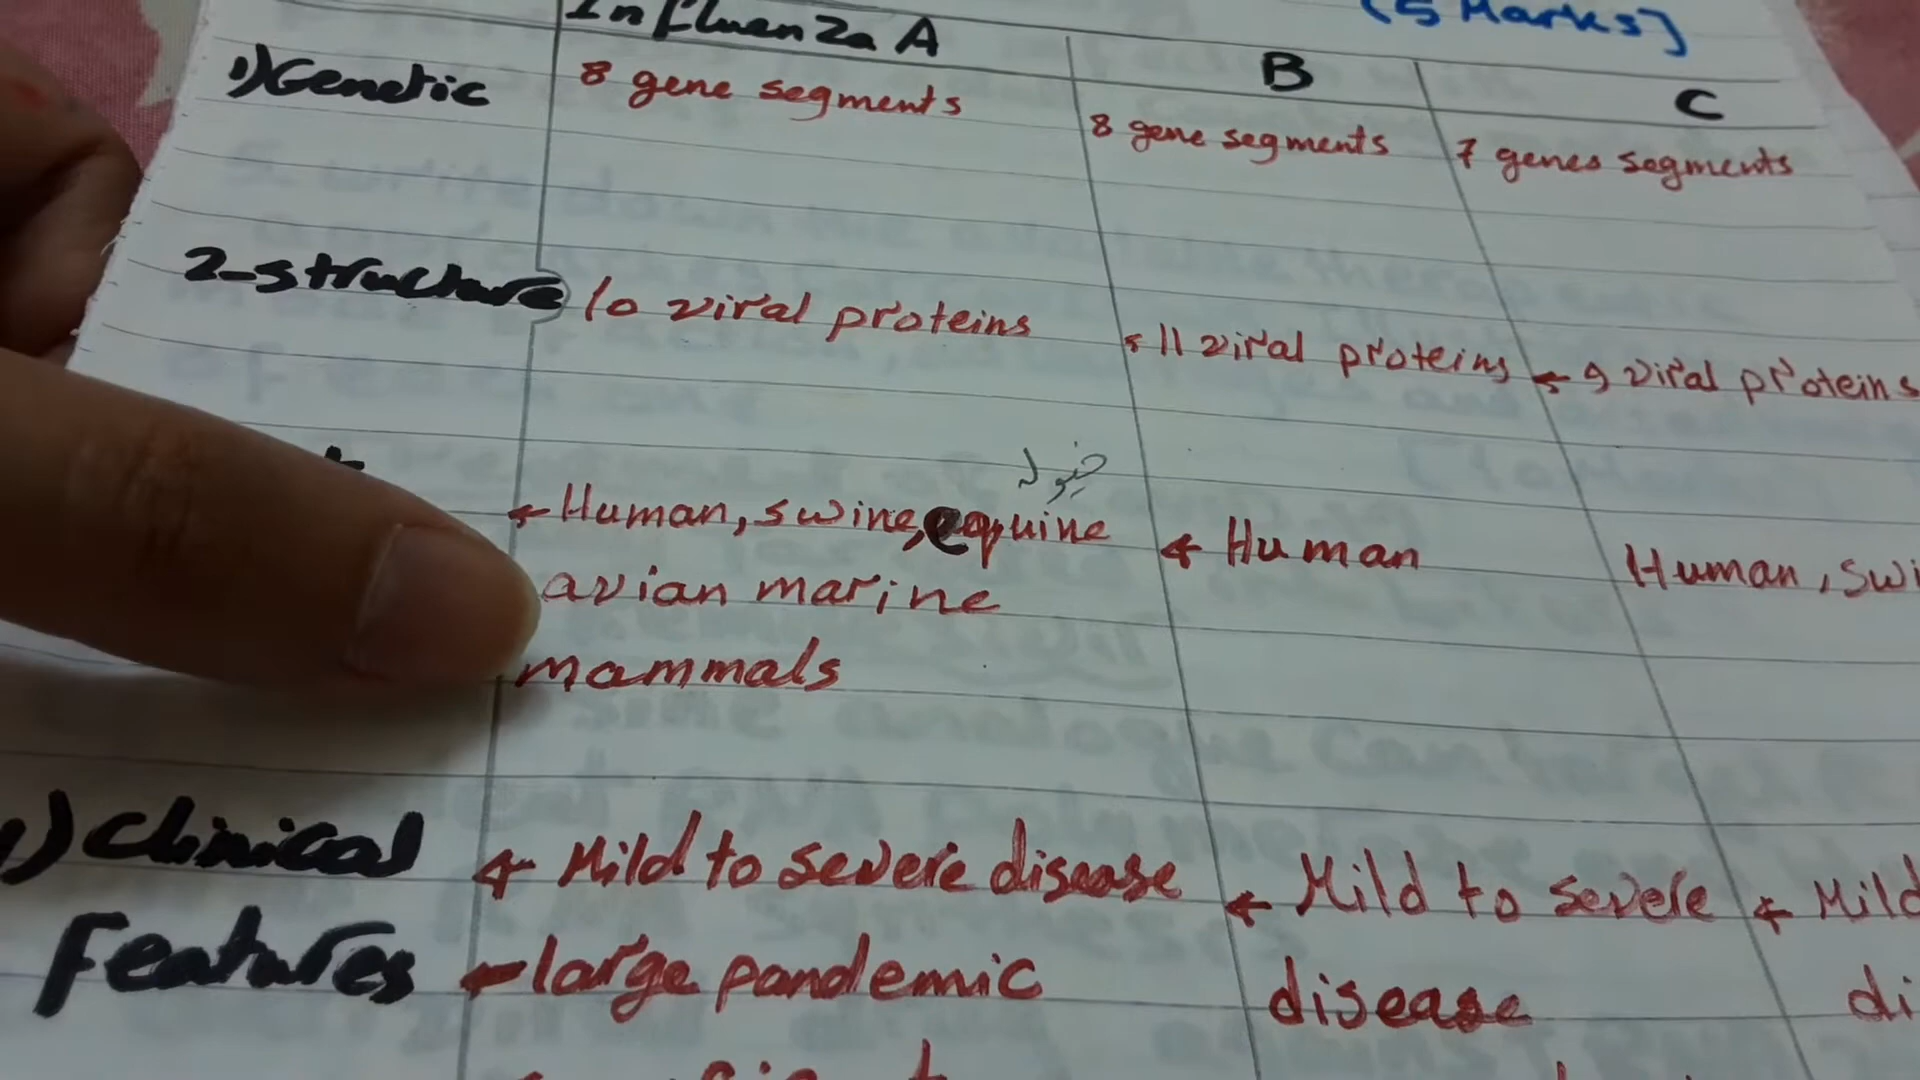 (5 Marks)
Influenza A
B
C
1) Genetic
8 gene segments
8 gene segments
7 genes segments
2-structure
10 viral proteins
11 viral proteins
9 viral proteins
خيول
Human, swine, equine
avian marine
mammals
Human
Human, swi
1) Clinical
Features
Mild to severe disease
large pandemic
Mild to severe
disease
Mild
di